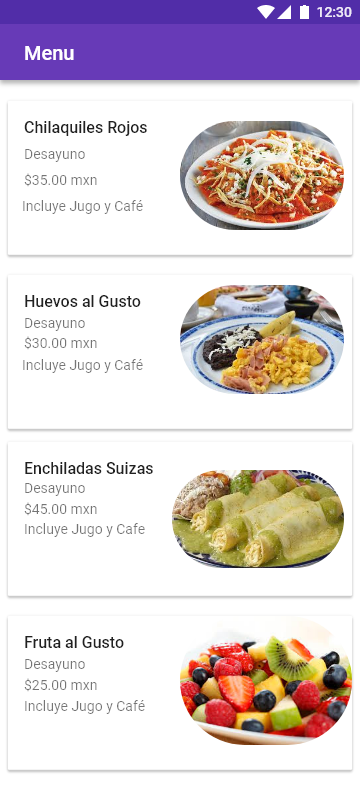 12:30
Menu
Chilaquiles Rojos
Desayuno
$35.00 mxn
Incluye Jugo y Café
Huevos al Gusto
Desayuno
$30.00 mxn
Incluye Jugo y Café
Enchiladas Suizas
Desayuno
$45.00 mxn
Incluye Jugo y Cafe
Fruta al Gusto
Desayuno
$25.00 mxn
Incluye Jugo y Café